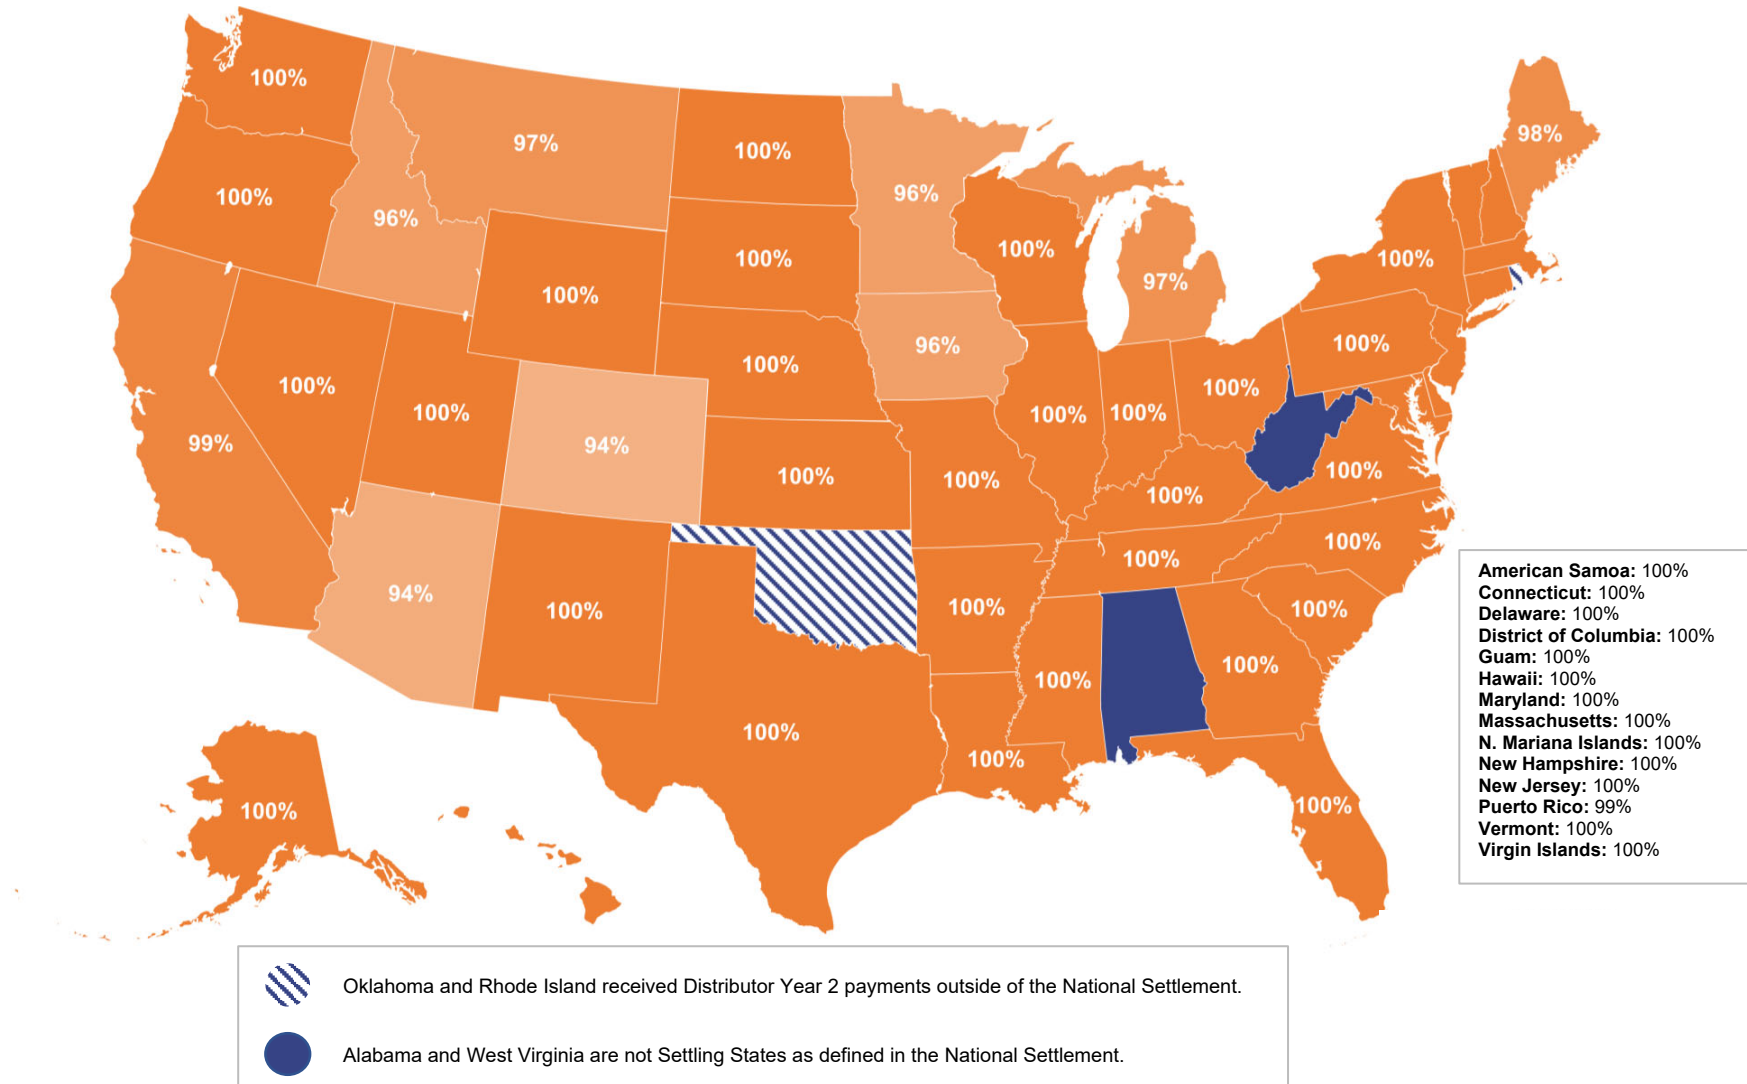 100%
98%
97%
100%
100%
96%
100%
96%
100%
100%
100%
97%
100%
96%
100%
100%
100%
100%
100%
100%
100%
100%
99%
94%
100%
100%
100%
100%
100%
100%
94%
100%
100%
100%
100%
100%
100%
100%
100%
100%
100%
American Samoa: 100%
Connecticut: 100%
Delaware: 100%
District of Columbia: 100%
Guam: 100%
Hawaii: 100%
Maryland: 100%
Massachusetts: 100%
N. Mariana Islands: 100%
New Hampshire: 100%
New Jersey: 100%
Puerto Rico: 99%
Vermont: 100%
Virgin Islands: 100%
Oklahoma and Rhode Island received Distributor Year 2 payments outside of the National Settlement.
Alabama and West Virginia are not Settling States as defined in the National Settlement.